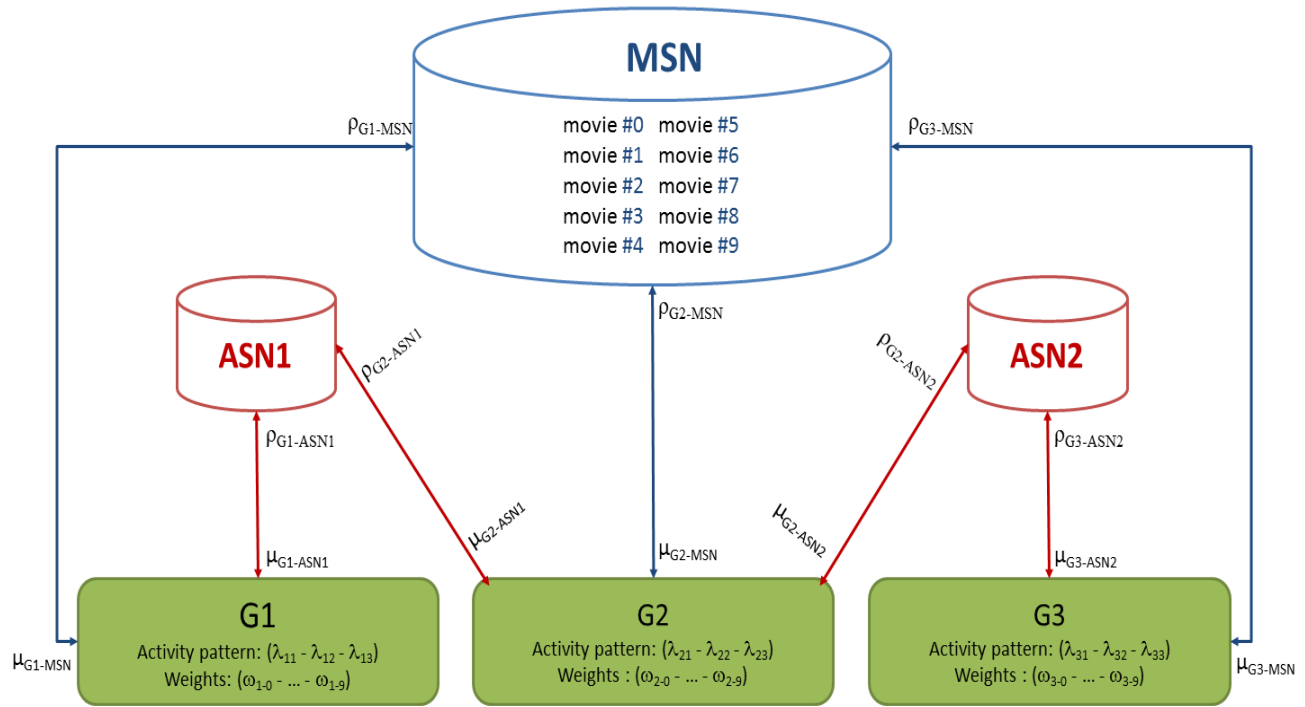 MSN
ρG1-MSN
ρG3-MSN
movie #0 movie #5
movie #1 movie #6
movie #2 movie #7
movie #3 movie #8
movie #4 movie #9
ρG2-MSN
ASN1
ρG2-ASN1
ρG2-ASN2
ASN2
ρG1-ASN1
ρG3-ASN2
μG2-ASN1
μG2-ASN2
μG1-ASN1
μG2-MSN
μG3-ASN2
G1
Activity pattern: (λ11 - λ12 - λ13)
Weights: (ω1-0 - ... - ω1-9)
G2
Activity pattern: (λ21 - λ22 - λ23)
Weights : (ω2-0 - ... - ω2-9)
G3
Activity pattern: (λ31 - λ32 - λ33)
Weights : (ω3-0 - ... - ω3-9)
μG1-MSN
μG3-MSN